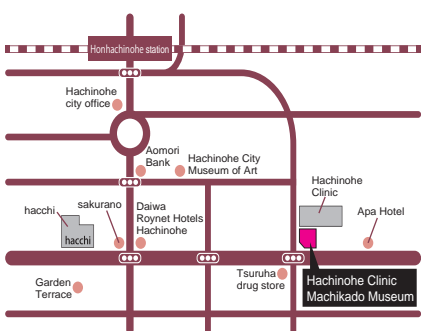 Honhachinohe station
Hachinohe
city office
Aomori
Bank
Hachinohe City
Museum of Art
Hachinohe
Clinic
hacchi
sakurano
Daiwa
Roynet Hotels
Hachinohe
Apa Hotel
hacchi
Garden
Terrace
Tsuruha
drug store
Hachinohe Clinic
Machikado Museum